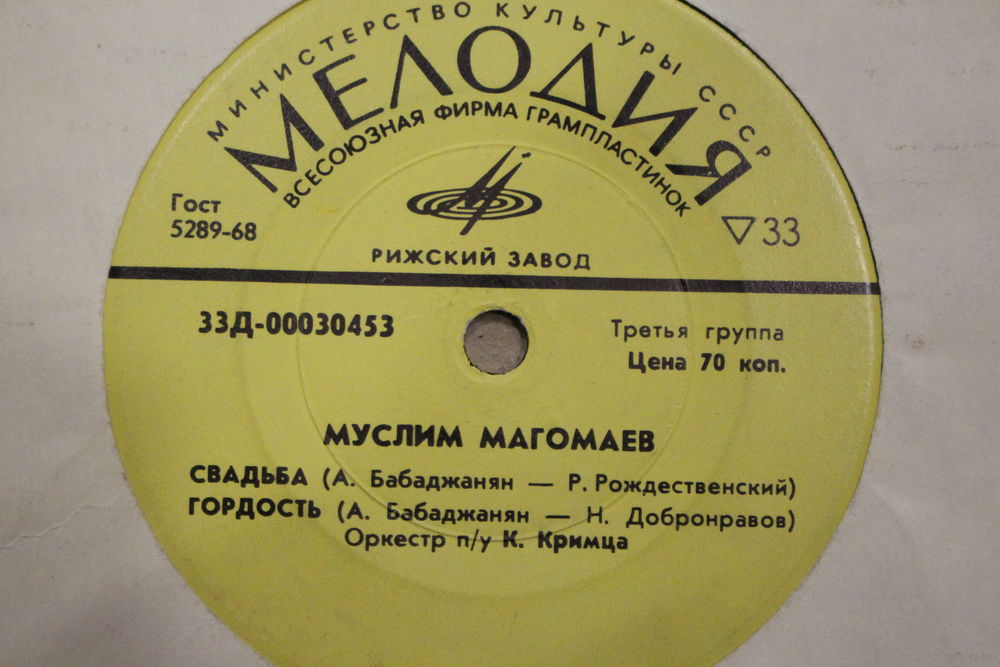 МИНИСТЕРСТВО КУЛЬТУРЫ СССР
МЕЛОДИЯ
ВСЕСОЮЗНАЯ ФИРМА ГРАМПЛАСТИНОК
Гост
5289-68
▽33
РИЖСКИЙ ЗАВОД
33Д-00030453
Третья группа
Цена 70 коп.
МУСЛИМ МАГОМАЕВ
СВАДЬБА (А. Бабаджанян — Р. Рождественский)
ГОРДОСТЬ (А. Бабаджанян — Н. Добронравов)
Оркестр п/у К. Кримца